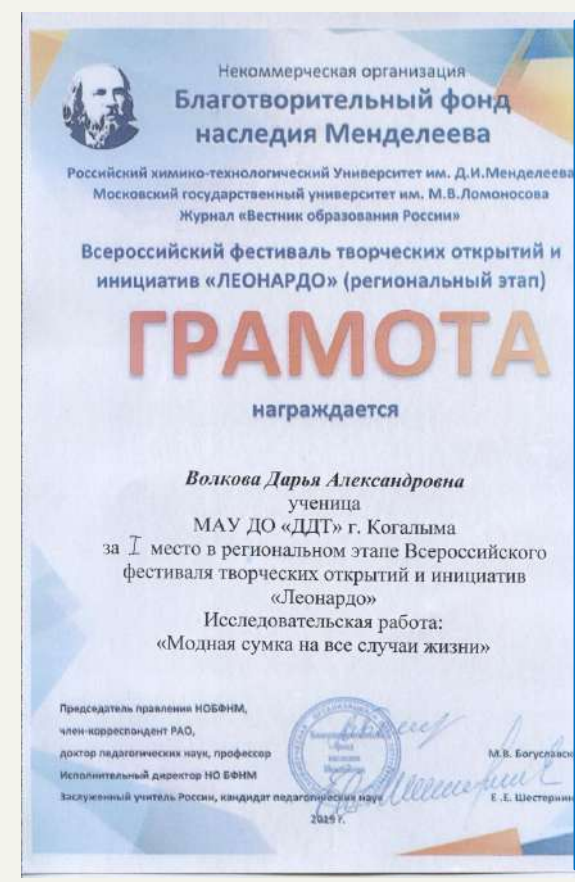 Некоммерческая организация
Благотворительный фонд
наследия Менделеева
Российский химико-технологический Университет им. Д.И.Менделеева
Московский государственный университет им. М.В.Ломоносова
Журнал «Вестник образования России»
Всероссийский фестиваль творческих открытий и
инициатив «ЛЕОНАРДО» (региональный этап)
ГРАМОТА
награждается
Волкова Дарья Александровна
ученица
МАУ ДО «ДДТ» г. Когалыма
за I место в региональном этапе Всероссийского
фестиваля творческих открытий и инициатив
«Леонардо»
Исследовательская работа:
«Модная сумка на все случаи жизни»
Председатель правления НОБФНМ,
член-корреспондент РАО,
доктор педагогических наук, профессор М.В. Богуславск
Исполнительный директор НО БФНМ
Заслуженный учитель России, кандидат педагогических наук Е.Е. Шестернин
2019 г.